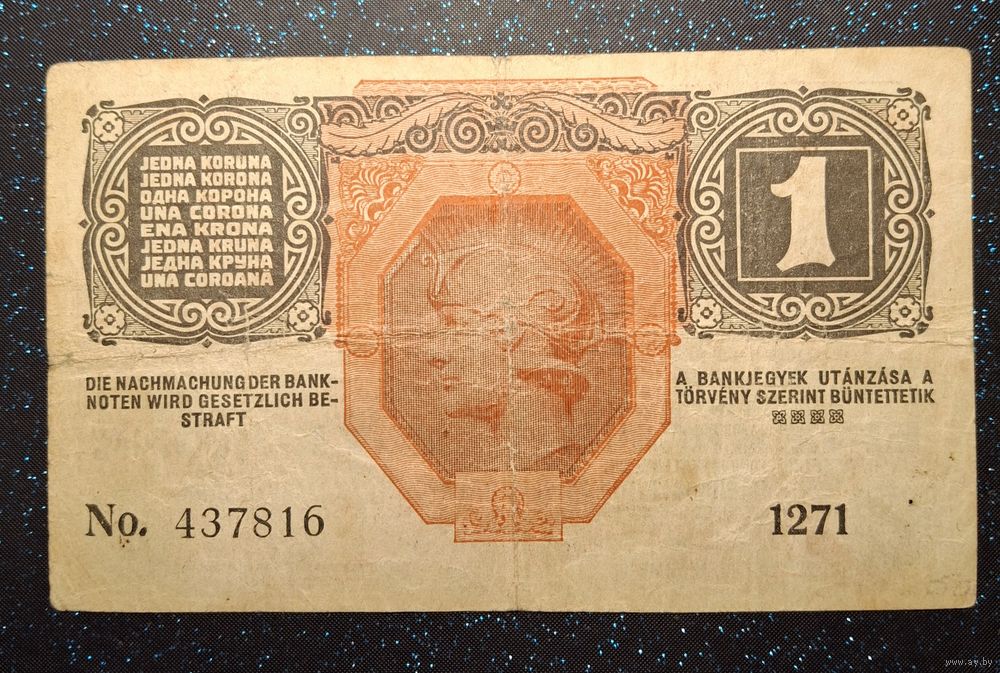 JEDNA KORUNA
JEDNA KORONA
ОДНА КОРОНА
UNA CORONA
ENA KRONA
JEDNA KRUNA
ЈЕДНА КРУНА
UNA COROANĂ
1
DIE NACHMACHUNG DER BANK-
NOTEN WIRD GESETZLICH BE-
STRAFT
A BANKJEGYEK UTÁNZÁSA A
TÖRVÉNY SZERINT BÜNTETTETIK
No. 437816
1271
www.ay.by